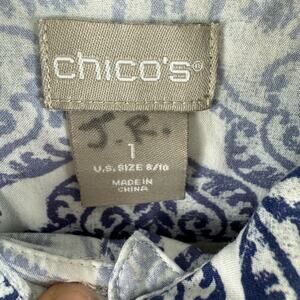 chico's®
J.R.
1
U.S. SIZE 8/10
MADE IN
CHINA